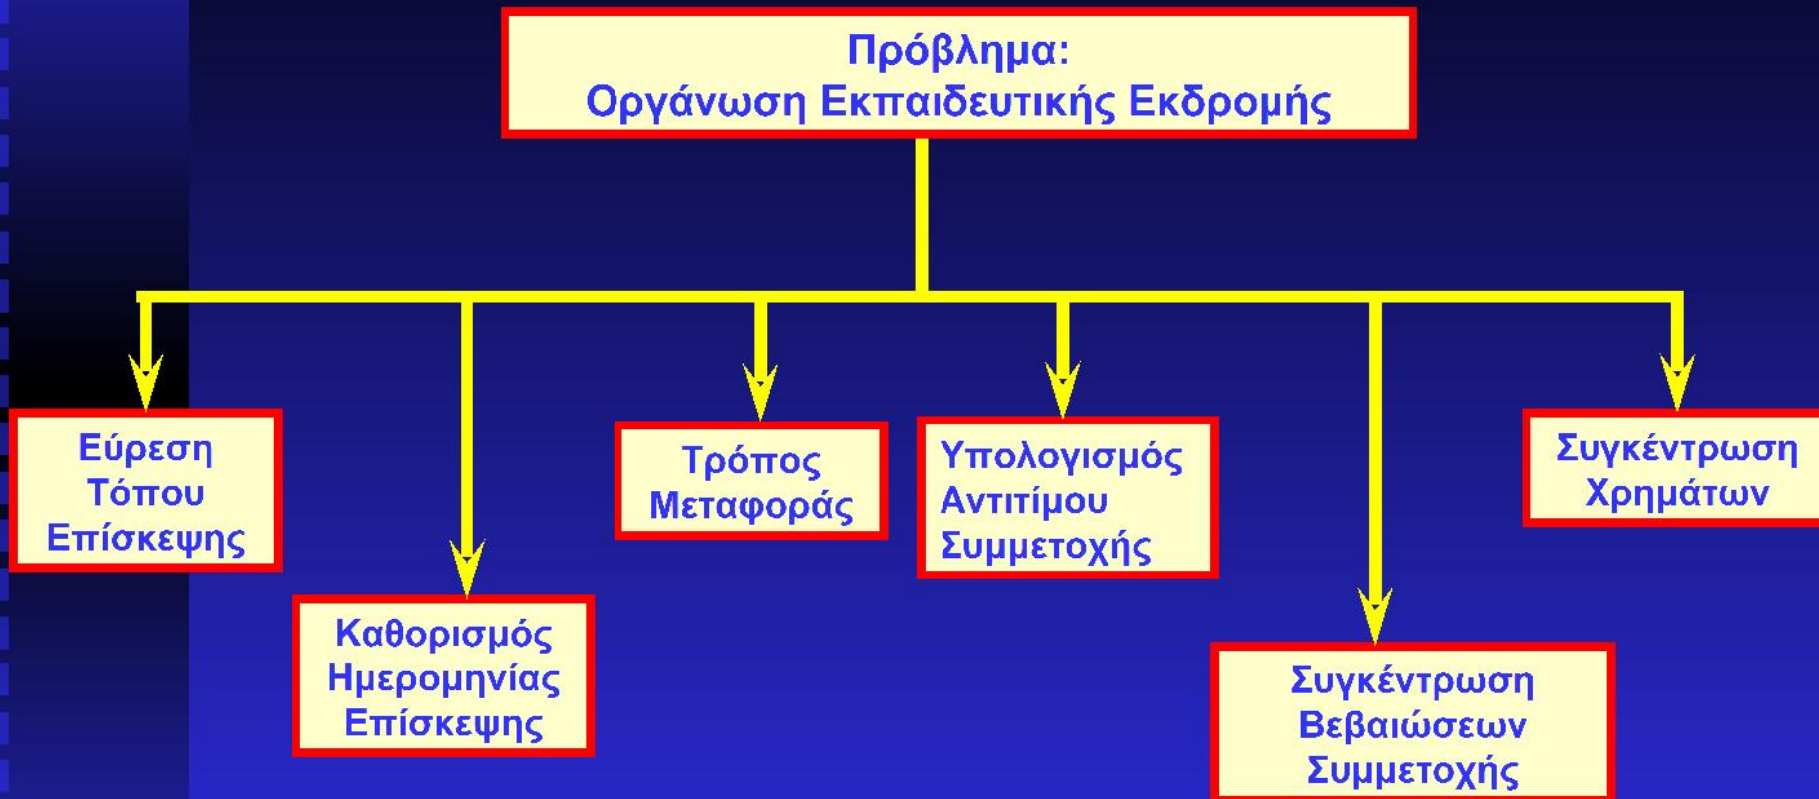 Πρόβλημα:
Οργάνωση Εκπαιδευτικής Εκδρομής
Εύρεση
Τόπου
Επίσκεψης
Καθορισμός
Ημερομηνίας
Επίσκεψης
Τρόπος
Μεταφοράς
Υπολογισμός
Αντιτίμου
Συμμετοχής
Συγκέντρωση
Βεβαιώσεων
Συμμετοχής
Συγκέντρωση
Χρημάτων